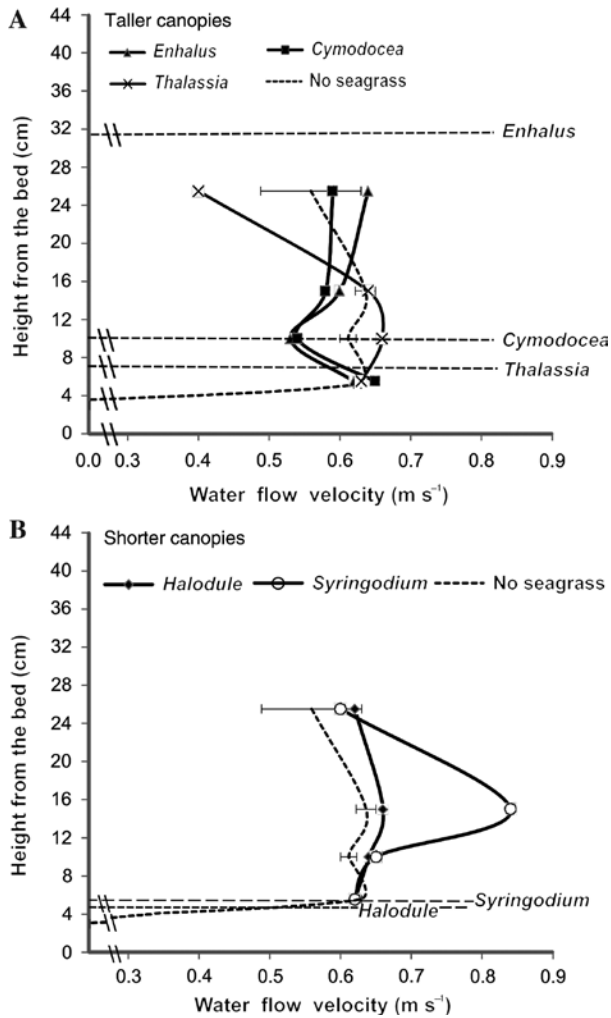 A
Taller canopies
Enhalus
Cymodocea
Thalassia
No seagrass
44
40
36
32
28
24
20
16
12
8
4
0
Height from the bed (cm)
Enhalus
Cymodocea
Thalassia
0.0 0.3 0.4 0.5 0.6 0.7 0.8 0.9
Water flow velocity (m s⁻¹)
B
Shorter canopies
Halodule Syringodium No seagrass
44
40
36
32
28
24
20
16
12
8
4
0
Height from the bed (cm)
Syringodium
Halodule
0.3 0.4 0.5 0.6 0.7 0.8 0.9
Water flow velocity (m s⁻¹)